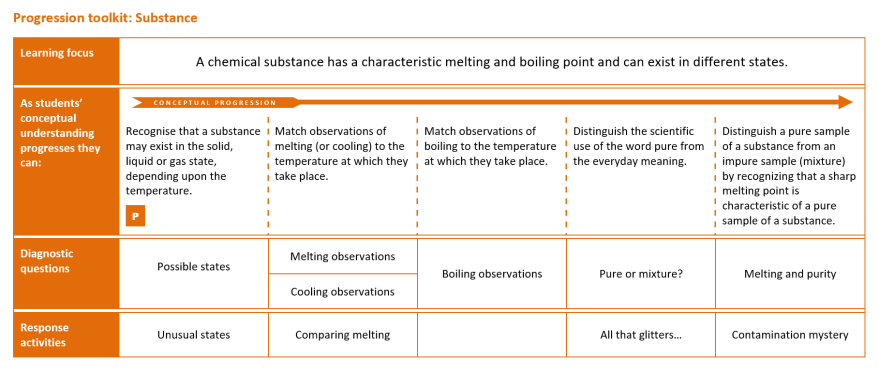 Progression toolkit: Substance
Learning focus
A chemical substance has a characteristic melting and boiling point and can exist in different states.
As students’
conceptual
understanding
progresses they
can:
CONCEPTUAL PROGRESSION
Recognise that a substance
may exist in the solid,
liquid or gas state,
depending upon the
temperature.
P
Match observations of
melting (or cooling) to the
temperature at which they
take place.
Match observations of
boiling to the temperature
at which they take place.
Distinguish the scientific
use of the word pure from
the everyday meaning.
Distinguish a pure sample
of a substance from an
impure sample (mixture)
by recognizing that a sharp
melting point is
characteristic of a pure
sample of a substance.
Diagnostic
questions
Possible states
Melting observations
Cooling observations
Boiling observations
Pure or mixture?
Melting and purity
Response
activities
Unusual states
Comparing melting
All that glitters…
Contamination mystery